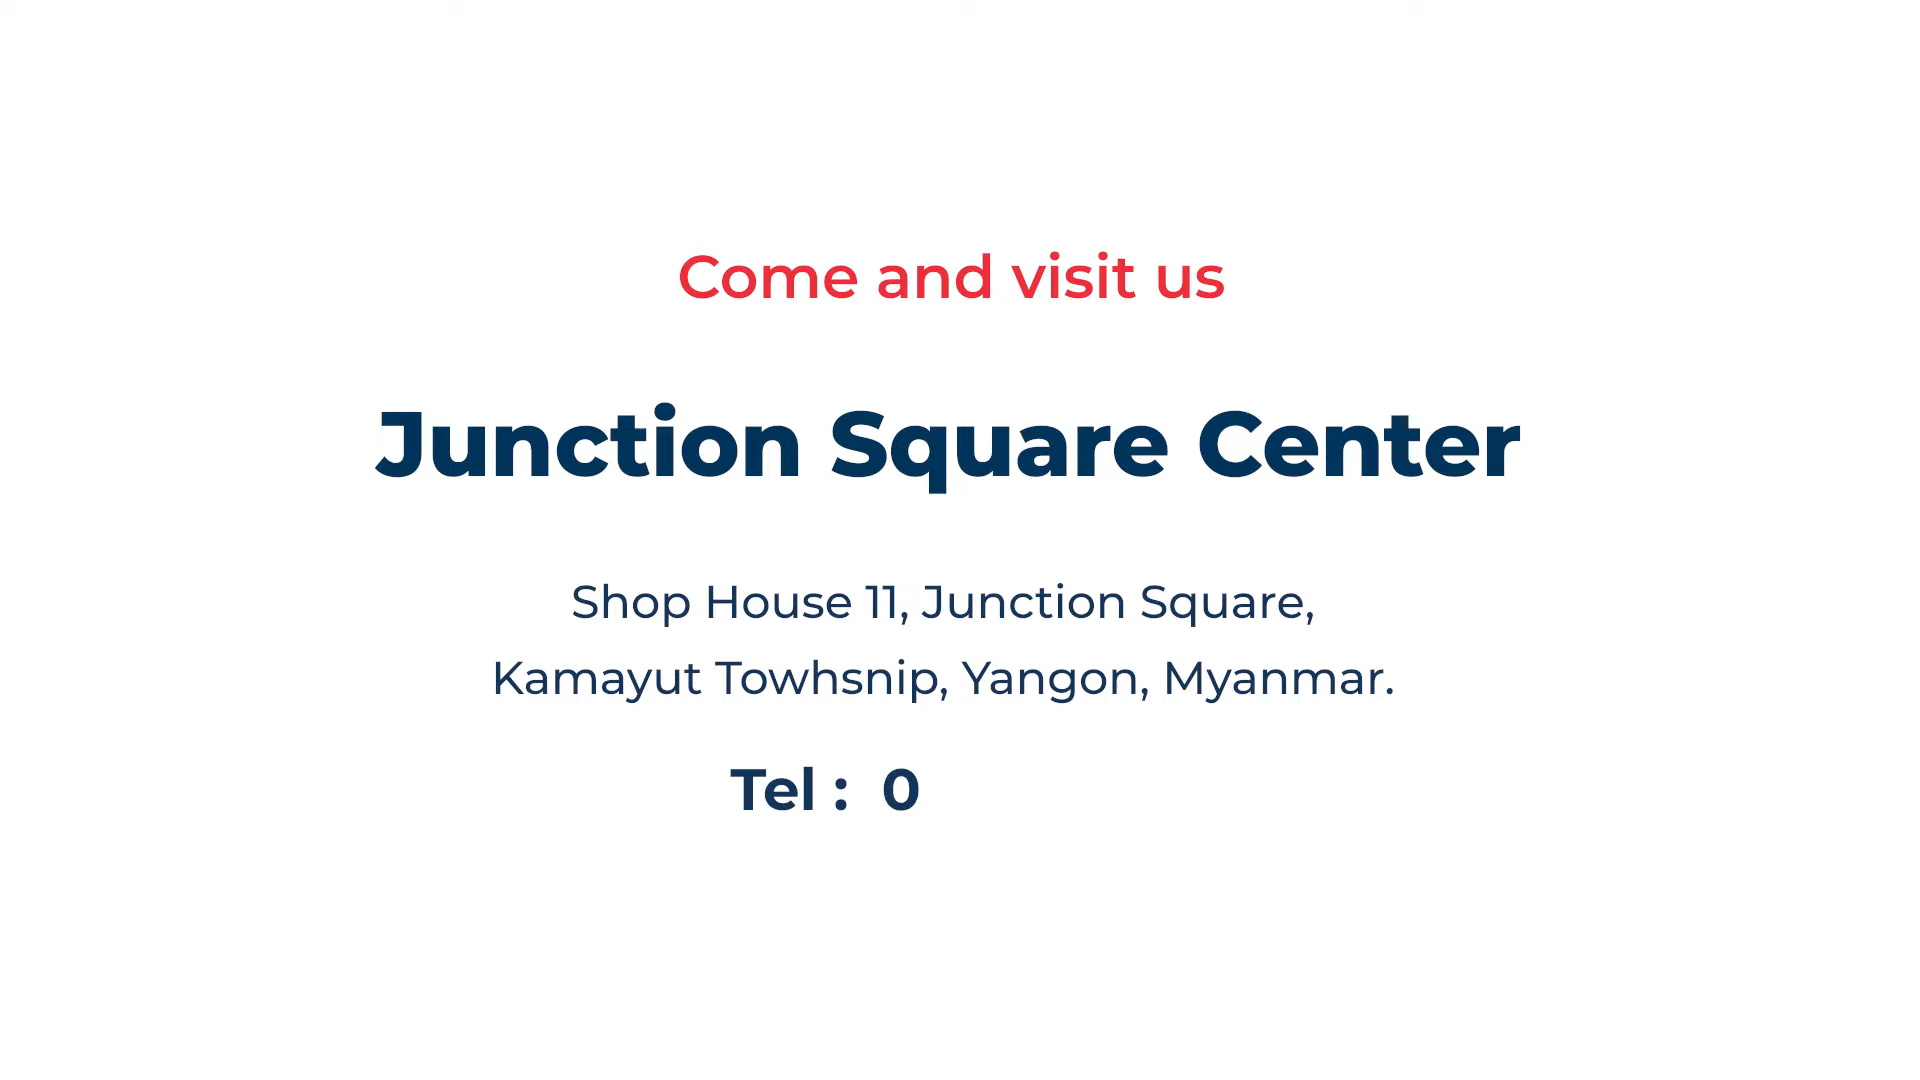 Come and visit us
Junction Square Center
Shop House 11, Junction Square,
Kamayut Towhsnip, Yangon, Myanmar.
Tel : 0